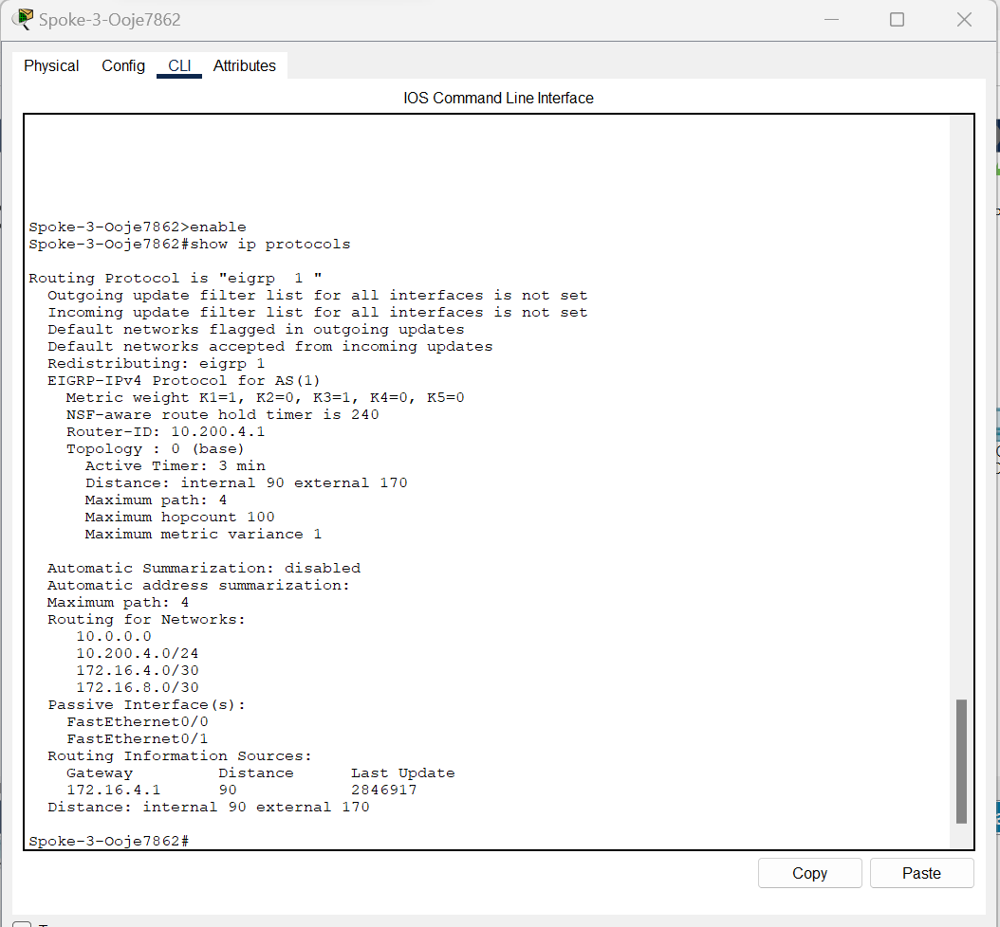 Spoke-3-Ooje7862
Physical Config CLI Attributes
IOS Command Line Interface
Spoke-3-Ooje7862>enable
Spoke-3-Ooje7862#show ip protocols
Routing Protocol is "eigrp  1 "
  Outgoing update filter list for all interfaces is not set
  Incoming update filter list for all interfaces is not set
  Default networks flagged in outgoing updates
  Default networks accepted from incoming updates
  Redistributing: eigrp 1
  EIGRP-IPv4 Protocol for AS(1)
    Metric weight K1=1, K2=0, K3=1, K4=0, K5=0
    NSF-aware route hold timer is 240
    Router-ID: 10.200.4.1
    Topology : 0 (base)
      Active Timer: 3 min
      Distance: internal 90 external 170
      Maximum path: 4
      Maximum hopcount 100
      Maximum metric variance 1
  Automatic Summarization: disabled
  Automatic address summarization:
  Maximum path: 4
  Routing for Networks:
     10.0.0.0
     10.200.4.0/24
     172.16.4.0/30
     172.16.8.0/30
  Passive Interface(s):
    FastEthernet0/0
    FastEthernet0/1
  Routing Information Sources:
    Gateway         Distance      Last Update
    172.16.4.1      90            2846917
  Distance: internal 90 external 170
Spoke-3-Ooje7862#
Copy Paste